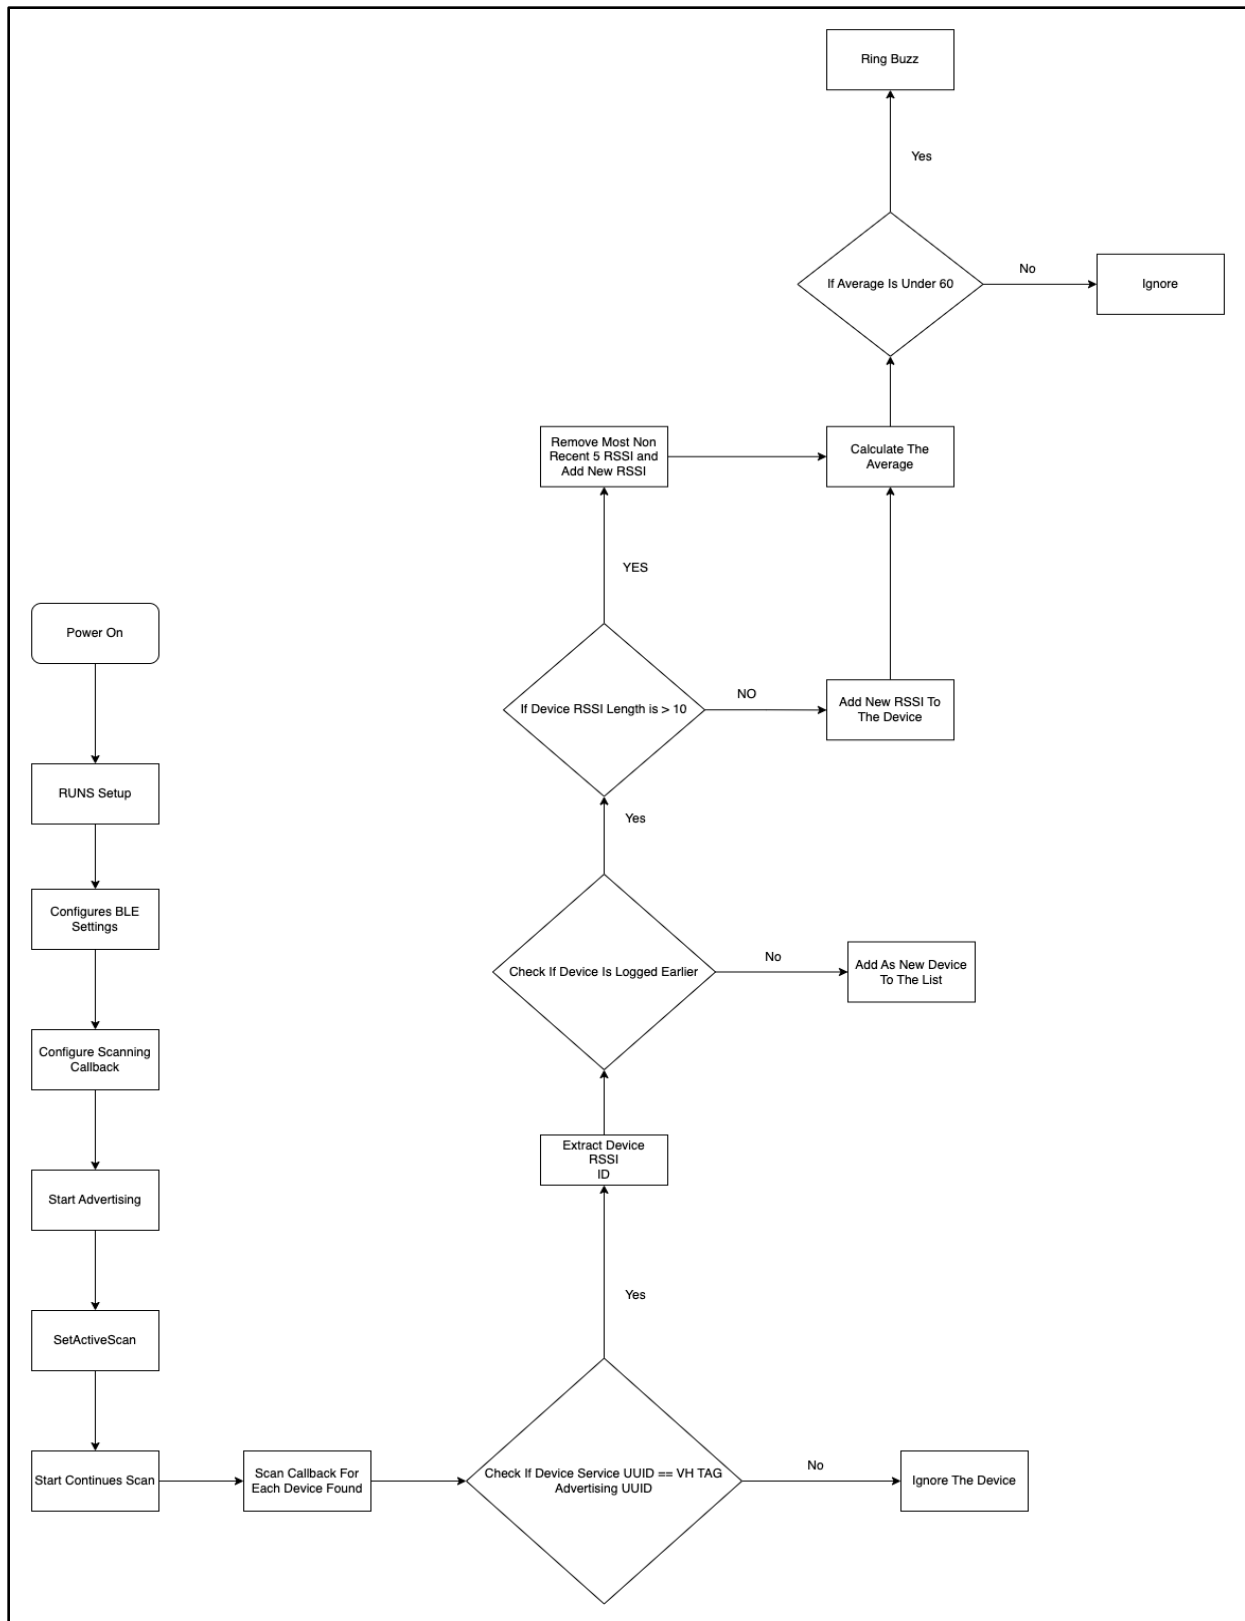 Ring Buzz
Yes
If Average Is Under 60
No
Ignore
Remove Most Non
Recent 5 RSSI and
Add New RSSI
Calculate The
Average
YES
Power On
If Device RSSI Length is > 10
NO
Add New RSSI To
The Device
RUNS Setup
Yes
Configures BLE
Settings
Check If Device Is Logged Earlier
No
Add As New Device
To The List
Configure Scanning
Callback
Extract Device
RSSI
ID
Start Advertising
Yes
SetActiveScan
Start Continues Scan
Scan Callback For
Each Device Found
Check If Device Service UUID == VH TAG
Advertising UUID
No
Ignore The Device